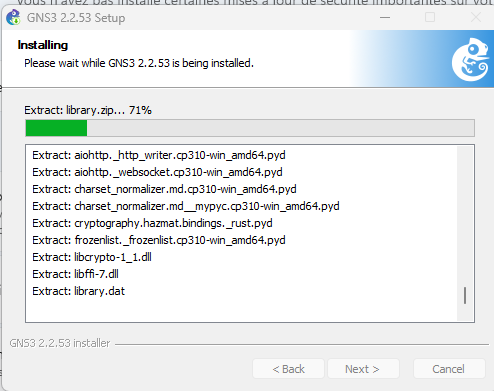 Vous n'avez pas installé certaines mises à jour de sécurité importantes sur vot
GNS3 2.2.53 Setup
Installing
Please wait while GNS3 2.2.53 is being installed.
Extract: library.zip... 71%
Extract: aiohttp._http_writer.cp310-win_amd64.pyd
Extract: aiohttp._websocket.cp310-win_amd64.pyd
Extract: charset_normalizer.md.cp310-win_amd64.pyd
Extract: charset_normalizer.md__mypyc.cp310-win_amd64.pyd
Extract: cryptography.hazmat.bindings._rust.pyd
Extract: frozenlist._frozenlist.cp310-win_amd64.pyd
Extract: libcrypto-1_1.dll
Extract: libffi-7.dll
Extract: library.dat
GNS3 2.2.53 installer
< Back
Next >
Cancel